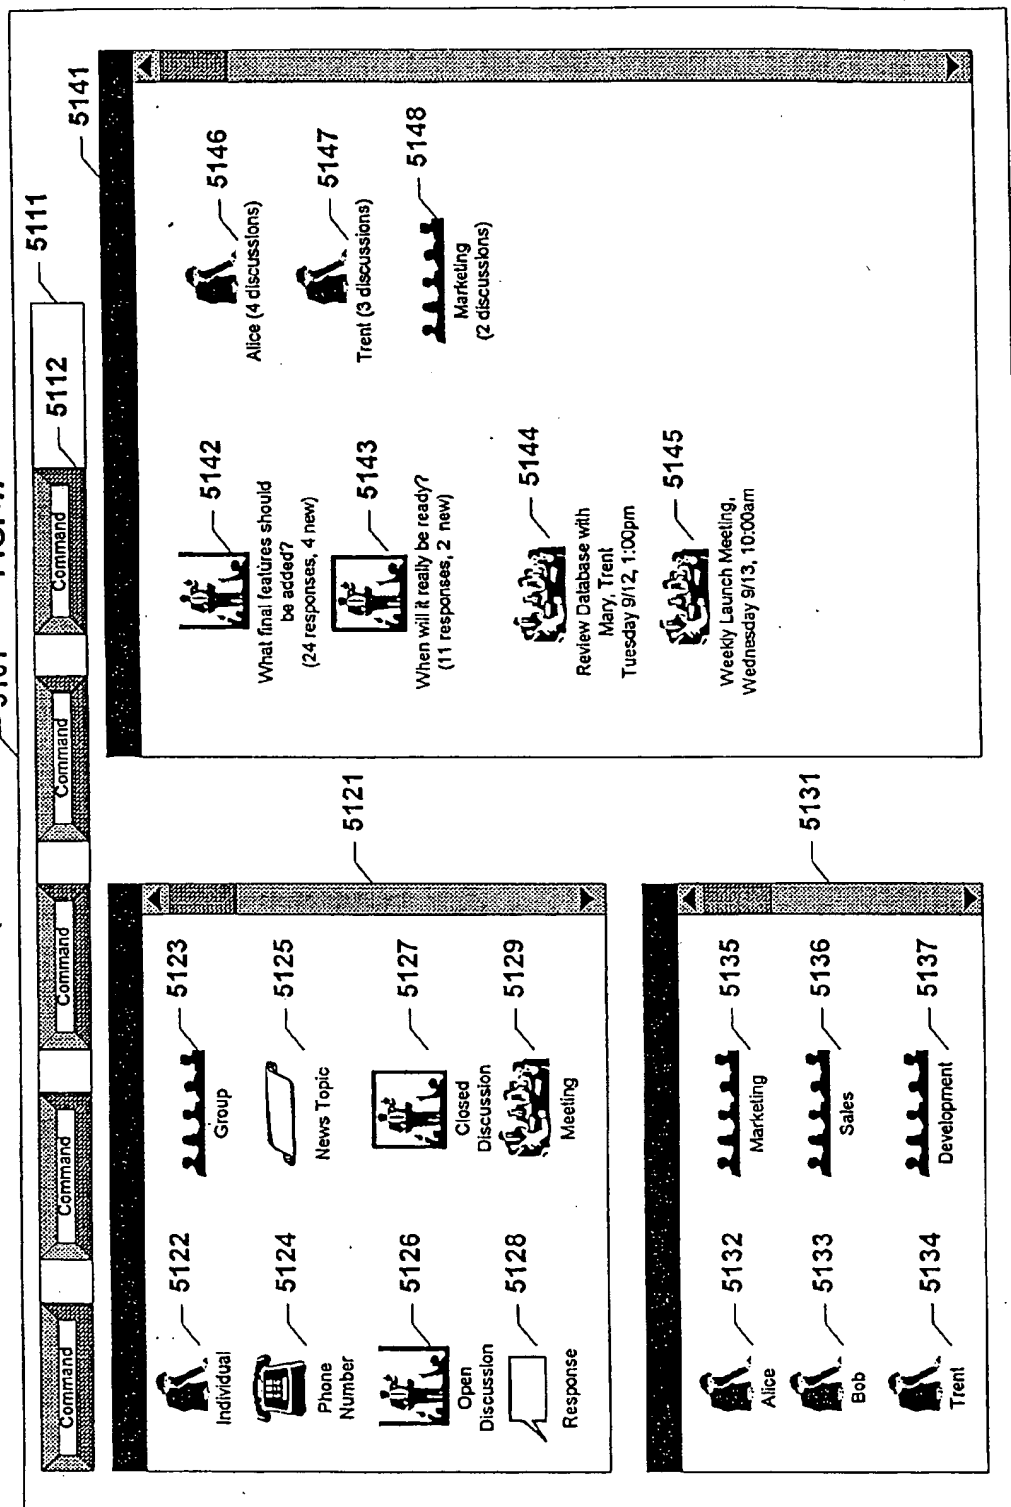 5111
5112
Command
Command
Command
Command
Command
5121
5122
Individual
5123
Group
5124
Phone
Number
5125
News Topic
5126
Open
Discussion
5127
Closed
Discussion
5128
Response
5129
Meeting
5131
5132
Alice
5135
Marketing
5133
Bob
5136
Sales
5134
Trent
5137
Development
5141
5142
What final features should
be added?
(24 responses, 4 new)
5143
When will it really be ready?
(11 responses, 2 new)
5144
Review Database with
Mary, Trent
Tuesday 9/12, 1:00pm
5145
Weekly Launch Meeting,
Wednesday 9/13, 10:00am
5146
Alice (4 discussions)
5147
Trent (3 discussions)
5148
Marketing
(2 discussions)